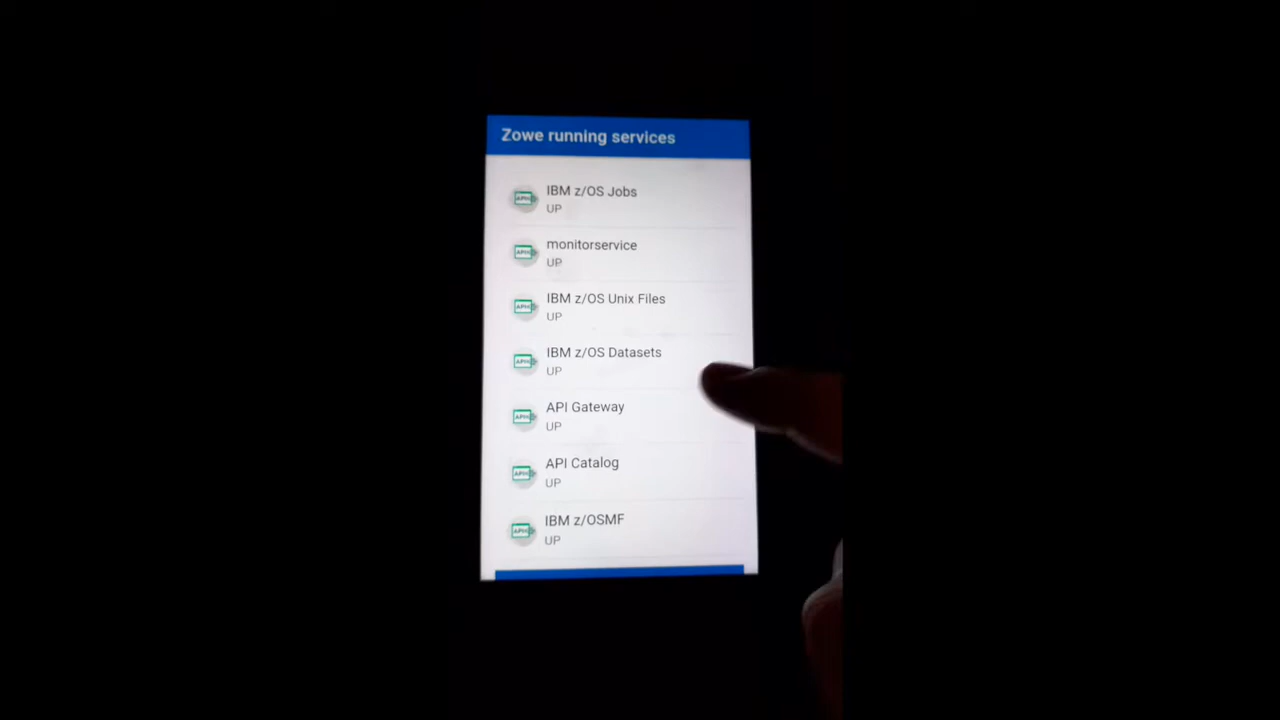 Zowe running services
IBM z/OS Jobs
UP
monitorservice
UP
IBM z/OS Unix Files
UP
IBM z/OS Datasets
UP
API Gateway
UP
API Catalog
UP
IBM z/OSMF
UP